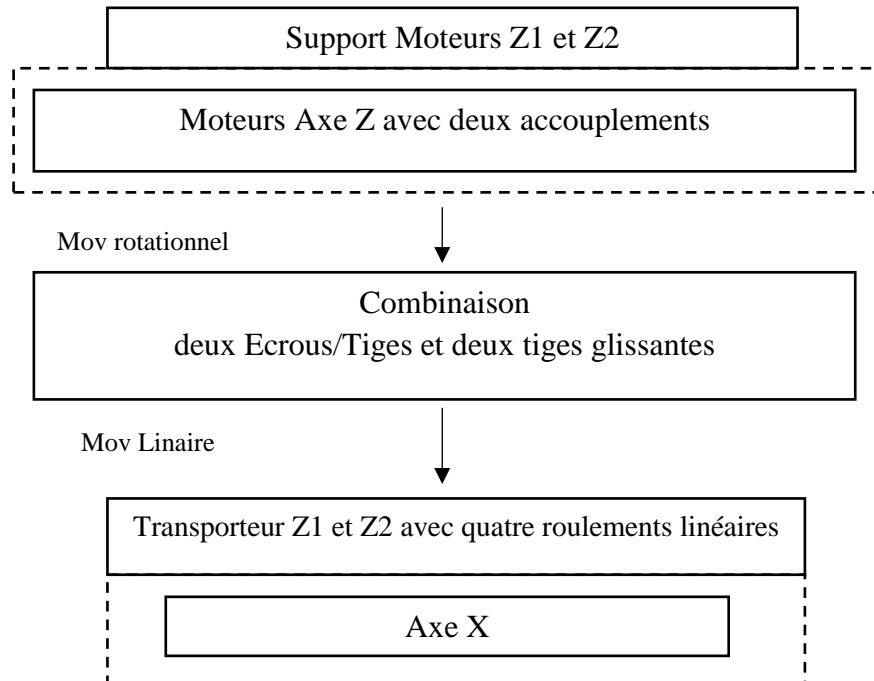 Support Moteurs Z1 et Z2
Moteurs Axe Z avec deux accouplements
Mov rotationnel
Combinaison
deux Ecrous/Tiges et deux tiges glissantes
Mov Linaire
Transporteur Z1 et Z2 avec quatre roulements linéaires
Axe X